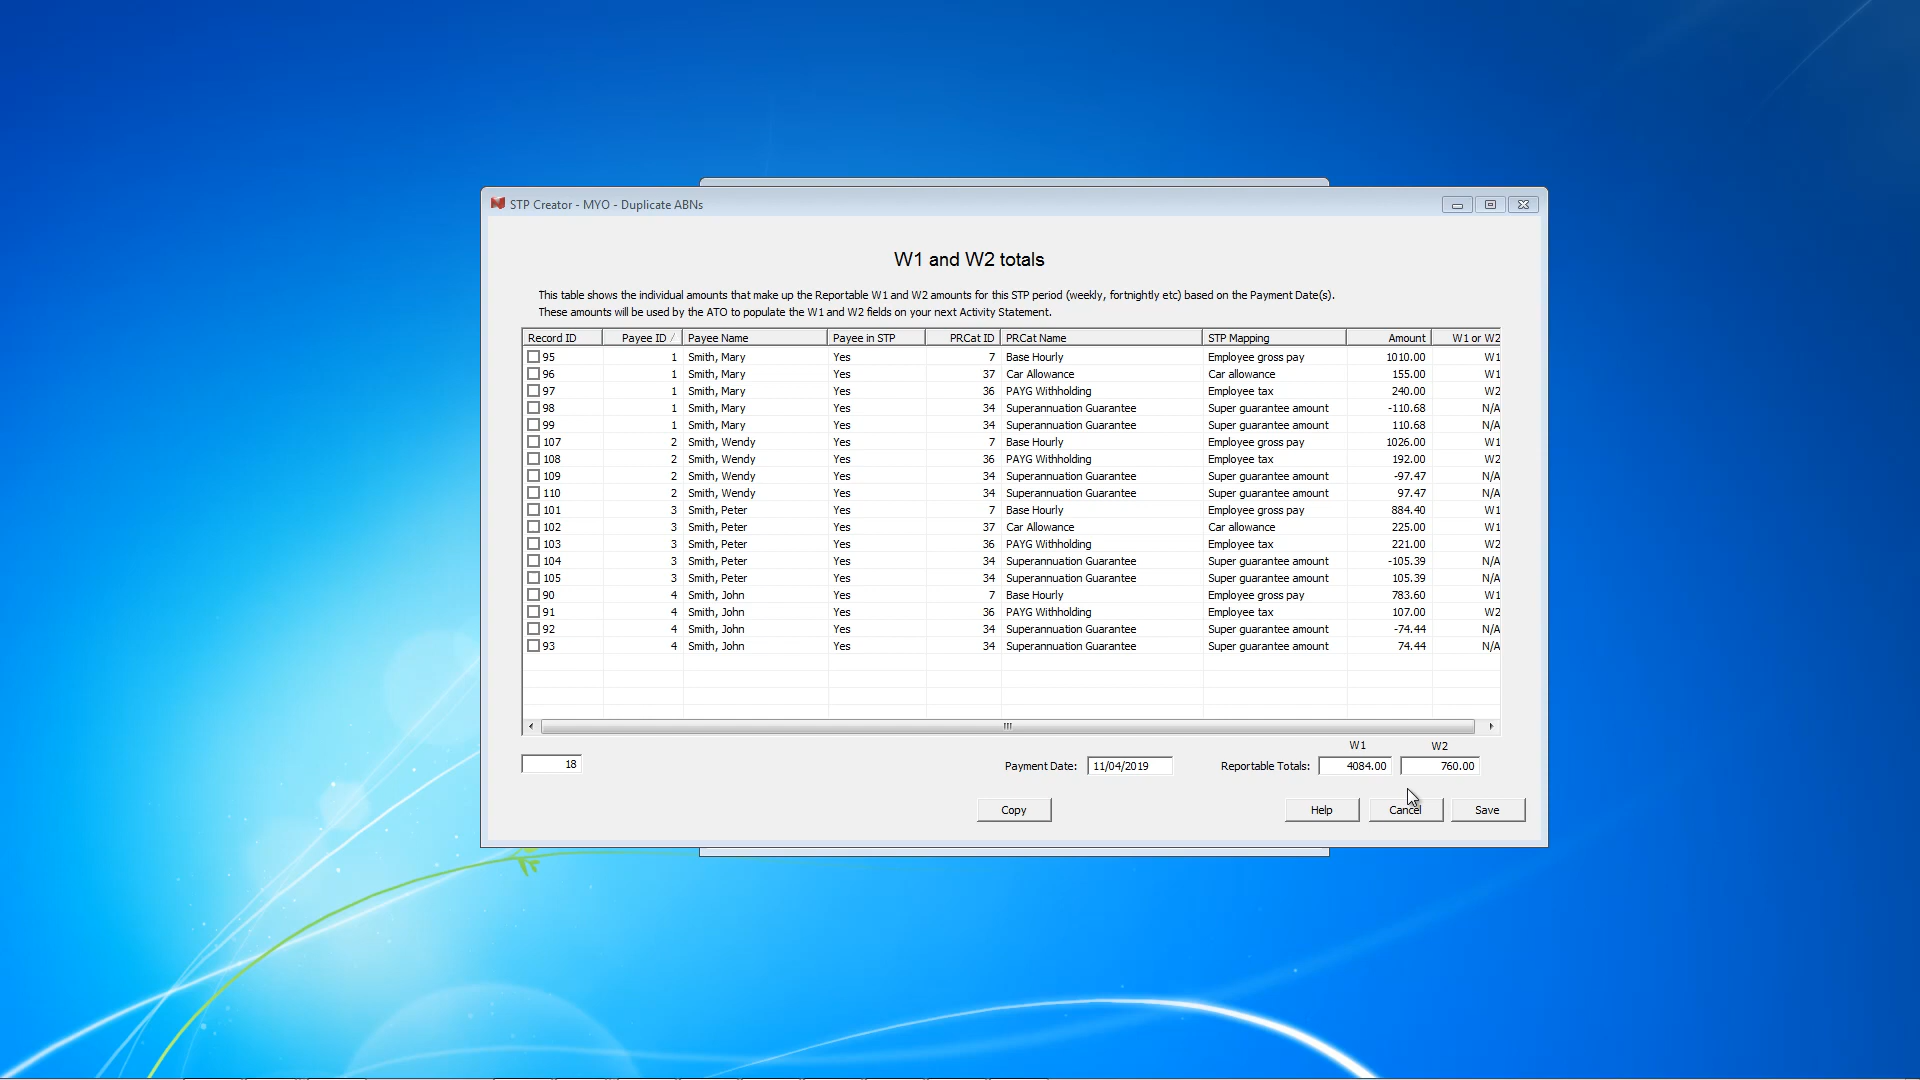 STP Creator - MYO - Duplicate ABNs
W1 and W2 totals
This table shows the individual amounts that make up the Reportable W1 and W2 amounts for this STP period (weekly, fortnightly etc) based on the Payment Date(s).
These amounts will be used by the ATO to populate the W1 and W2 fields on your next Activity Statement.
Record ID Payee ID Payee Name Payee in STP PRCat ID PRCat Name STP Mapping Amount W1 or W2
95 1 Smith, Mary Yes 7 Base Hourly Employee gross pay 1010.00 W1
96 1 Smith, Mary Yes 37 Car Allowance Car allowance 155.00 W1
97 1 Smith, Mary Yes 36 PAYG Withholding Employee tax 240.00 W2
98 1 Smith, Mary Yes 34 Superannuation Guarantee Super guarantee amount -110.68 N/A
99 1 Smith, Mary Yes 34 Superannuation Guarantee Super guarantee amount 110.68 N/A
107 2 Smith, Wendy Yes 7 Base Hourly Employee gross pay 1026.00 W1
108 2 Smith, Wendy Yes 36 PAYG Withholding Employee tax 192.00 W2
109 2 Smith, Wendy Yes 34 Superannuation Guarantee Super guarantee amount -97.47 N/A
110 2 Smith, Wendy Yes 34 Superannuation Guarantee Super guarantee amount 97.47 N/A
101 3 Smith, Peter Yes 7 Base Hourly Employee gross pay 884.40 W1
102 3 Smith, Peter Yes 37 Car Allowance Car allowance 225.00 W1
103 3 Smith, Peter Yes 36 PAYG Withholding Employee tax 221.00 W2
104 3 Smith, Peter Yes 34 Superannuation Guarantee Super guarantee amount -105.39 N/A
105 3 Smith, Peter Yes 34 Superannuation Guarantee Super guarantee amount 105.39 N/A
90 4 Smith, John Yes 7 Base Hourly Employee gross pay 783.60 W1
91 4 Smith, John Yes 36 PAYG Withholding Employee tax 107.00 W2
92 4 Smith, John Yes 34 Superannuation Guarantee Super guarantee amount -74.44 N/A
93 4 Smith, John Yes 34 Superannuation Guarantee Super guarantee amount 74.44 N/A
W1 W2
18 Payment Date: 11/04/2019 Reportable Totals: 4084.00 760.00
Copy Help Cancel Save